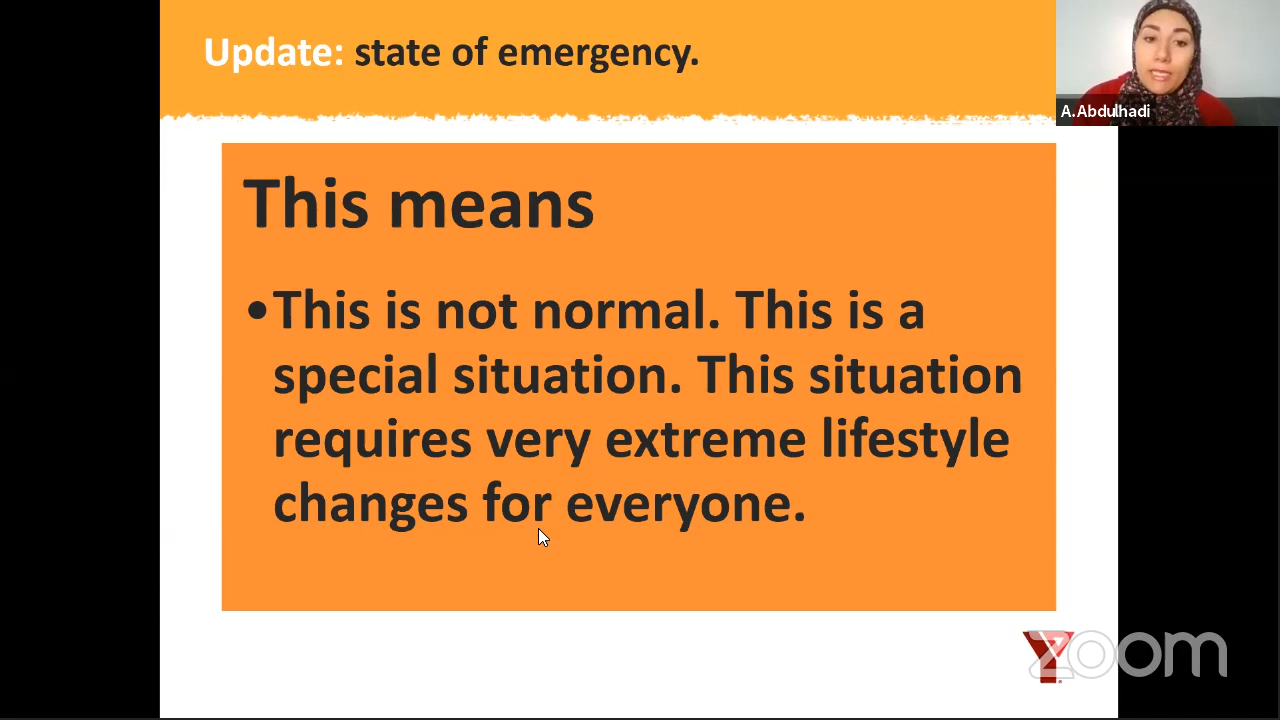 Update: state of emergency.
A.Abdulhadi
This means
•This is not normal. This is a
special situation. This situation
requires very extreme lifestyle
changes for everyone.
Y
zoom